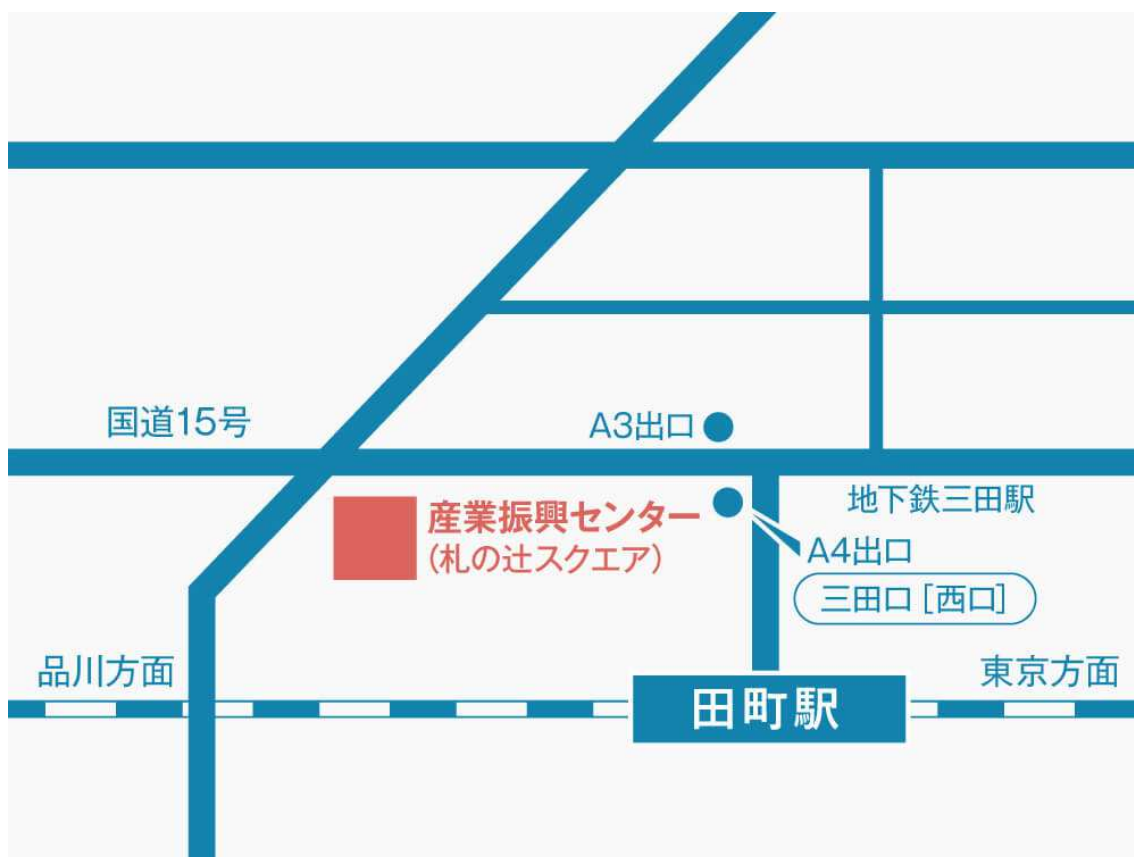 国道15号
A3出口
地下鉄三田駅
産業振興センター
(札の辻スクエア)
A4出口
三田口[西口]
品川方面
東京方面
田町駅